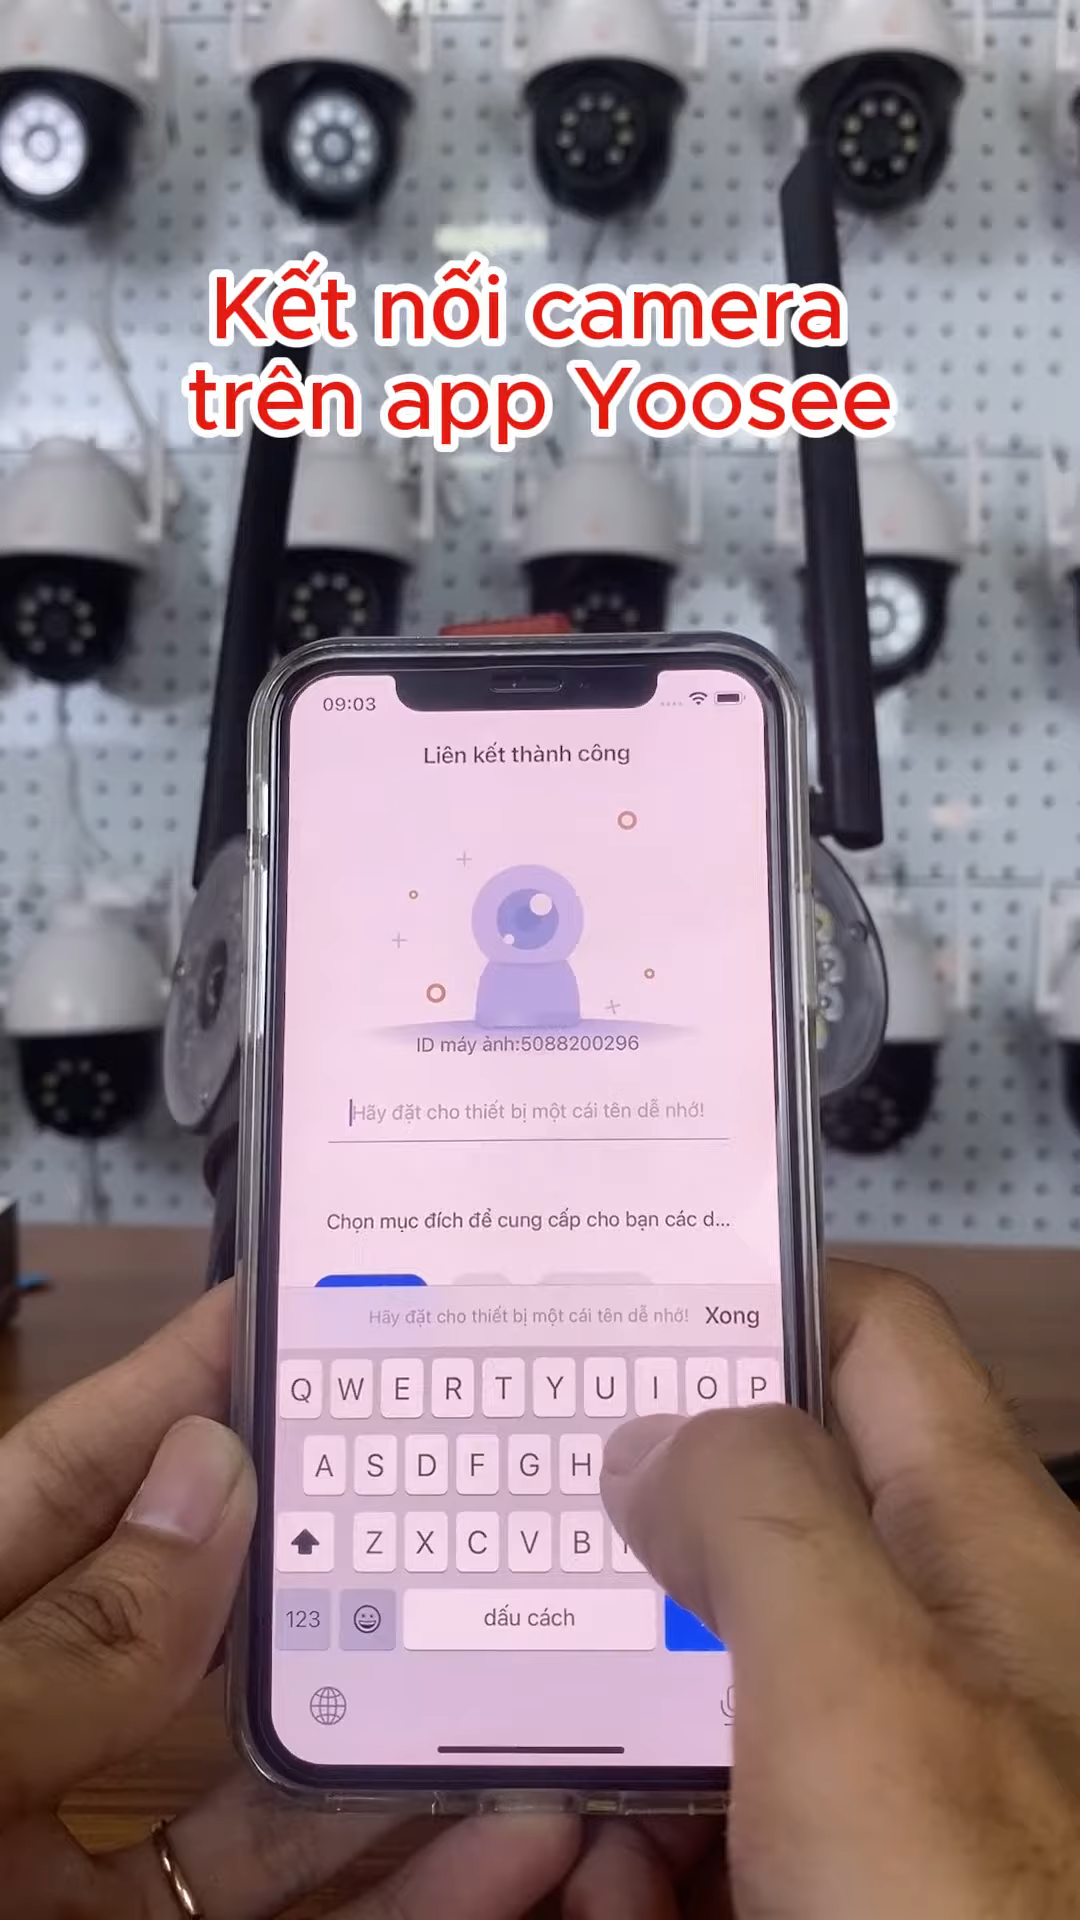 Kết nối camera
trên app Yoosee
09:03
Liên kết thành công
ID máy ảnh:5088200296
Hãy đặt cho thiết bị một cái tên dễ nhớ!
Chọn mục đích để cung cấp cho bạn các d...
Hãy đặt cho thiết bị một cái tên dễ nhớ! Xong
Q W E R T Y U I O P
A S D F G H
Z X C V B
123 dấu cách